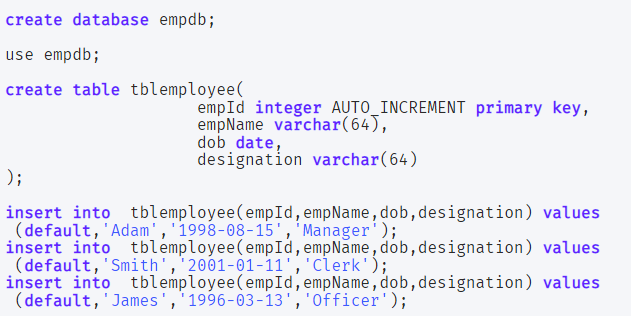 create database empdb;
use empdb;
create table tblemployee(
empId integer AUTO_INCREMENT primary key,
empName varchar(64),
dob date,
designation varchar(64)
);
insert into  tblemployee(empId,empName,dob,designation) values
(default,'Adam','1998-08-15','Manager');
insert into  tblemployee(empId,empName,dob,designation) values
(default,'Smith','2001-01-11','Clerk');
insert into  tblemployee(empId,empName,dob,designation) values
(default,'James','1996-03-13','Officer');